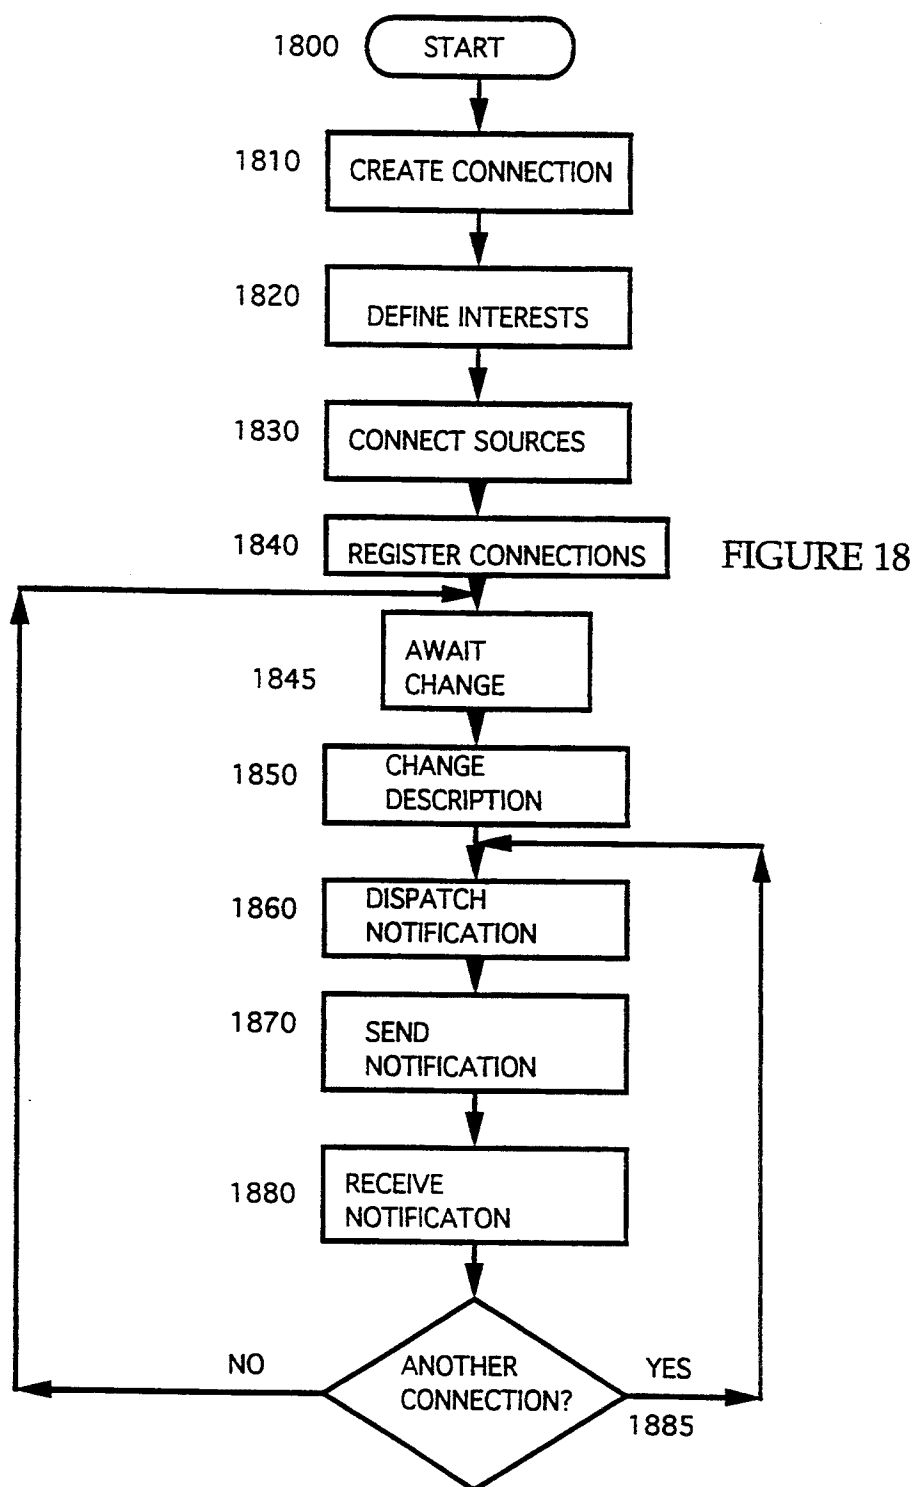 1800 START
1810 CREATE CONNECTION
1820 DEFINE INTERESTS
1830 CONNECT SOURCES
1840 REGISTER CONNECTIONS
FIGURE 18
1845 AWAIT
CHANGE
1850 CHANGE
DESCRIPTION
1860 DISPATCH
NOTIFICATION
1870 SEND
NOTIFICATION
1880 RECEIVE
NOTIFICATON
NO
ANOTHER
CONNECTION?
YES
1885